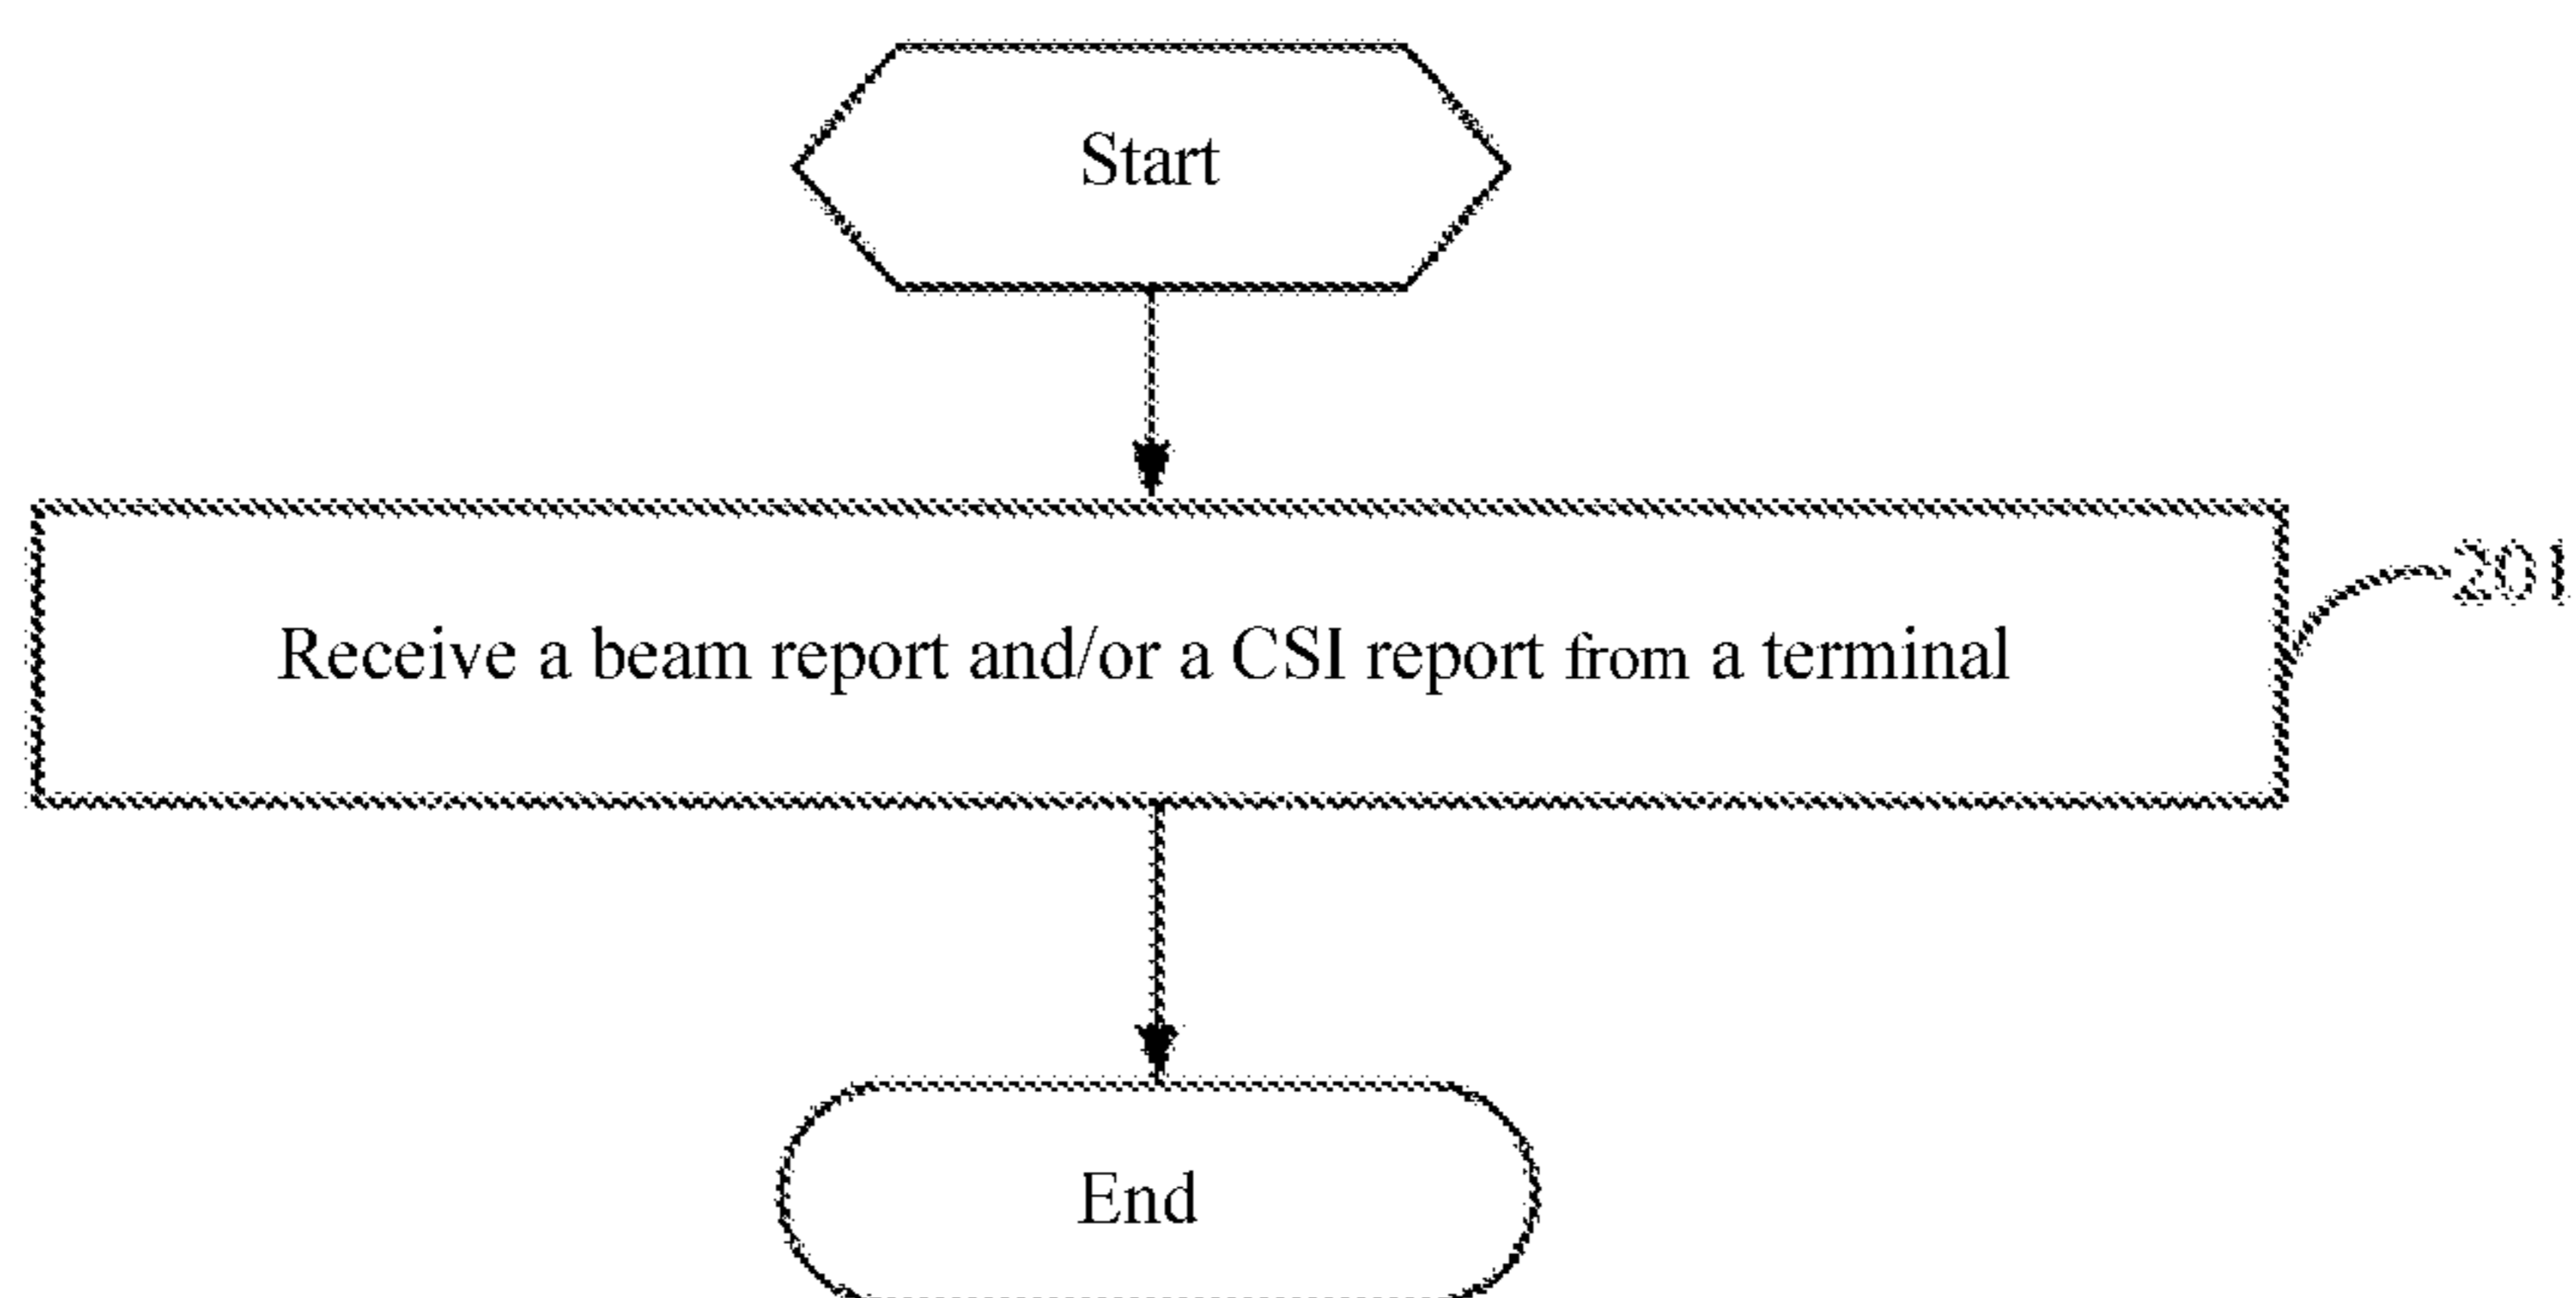 Start
Receive a beam report and/or a CSI report from a terminal
201
End